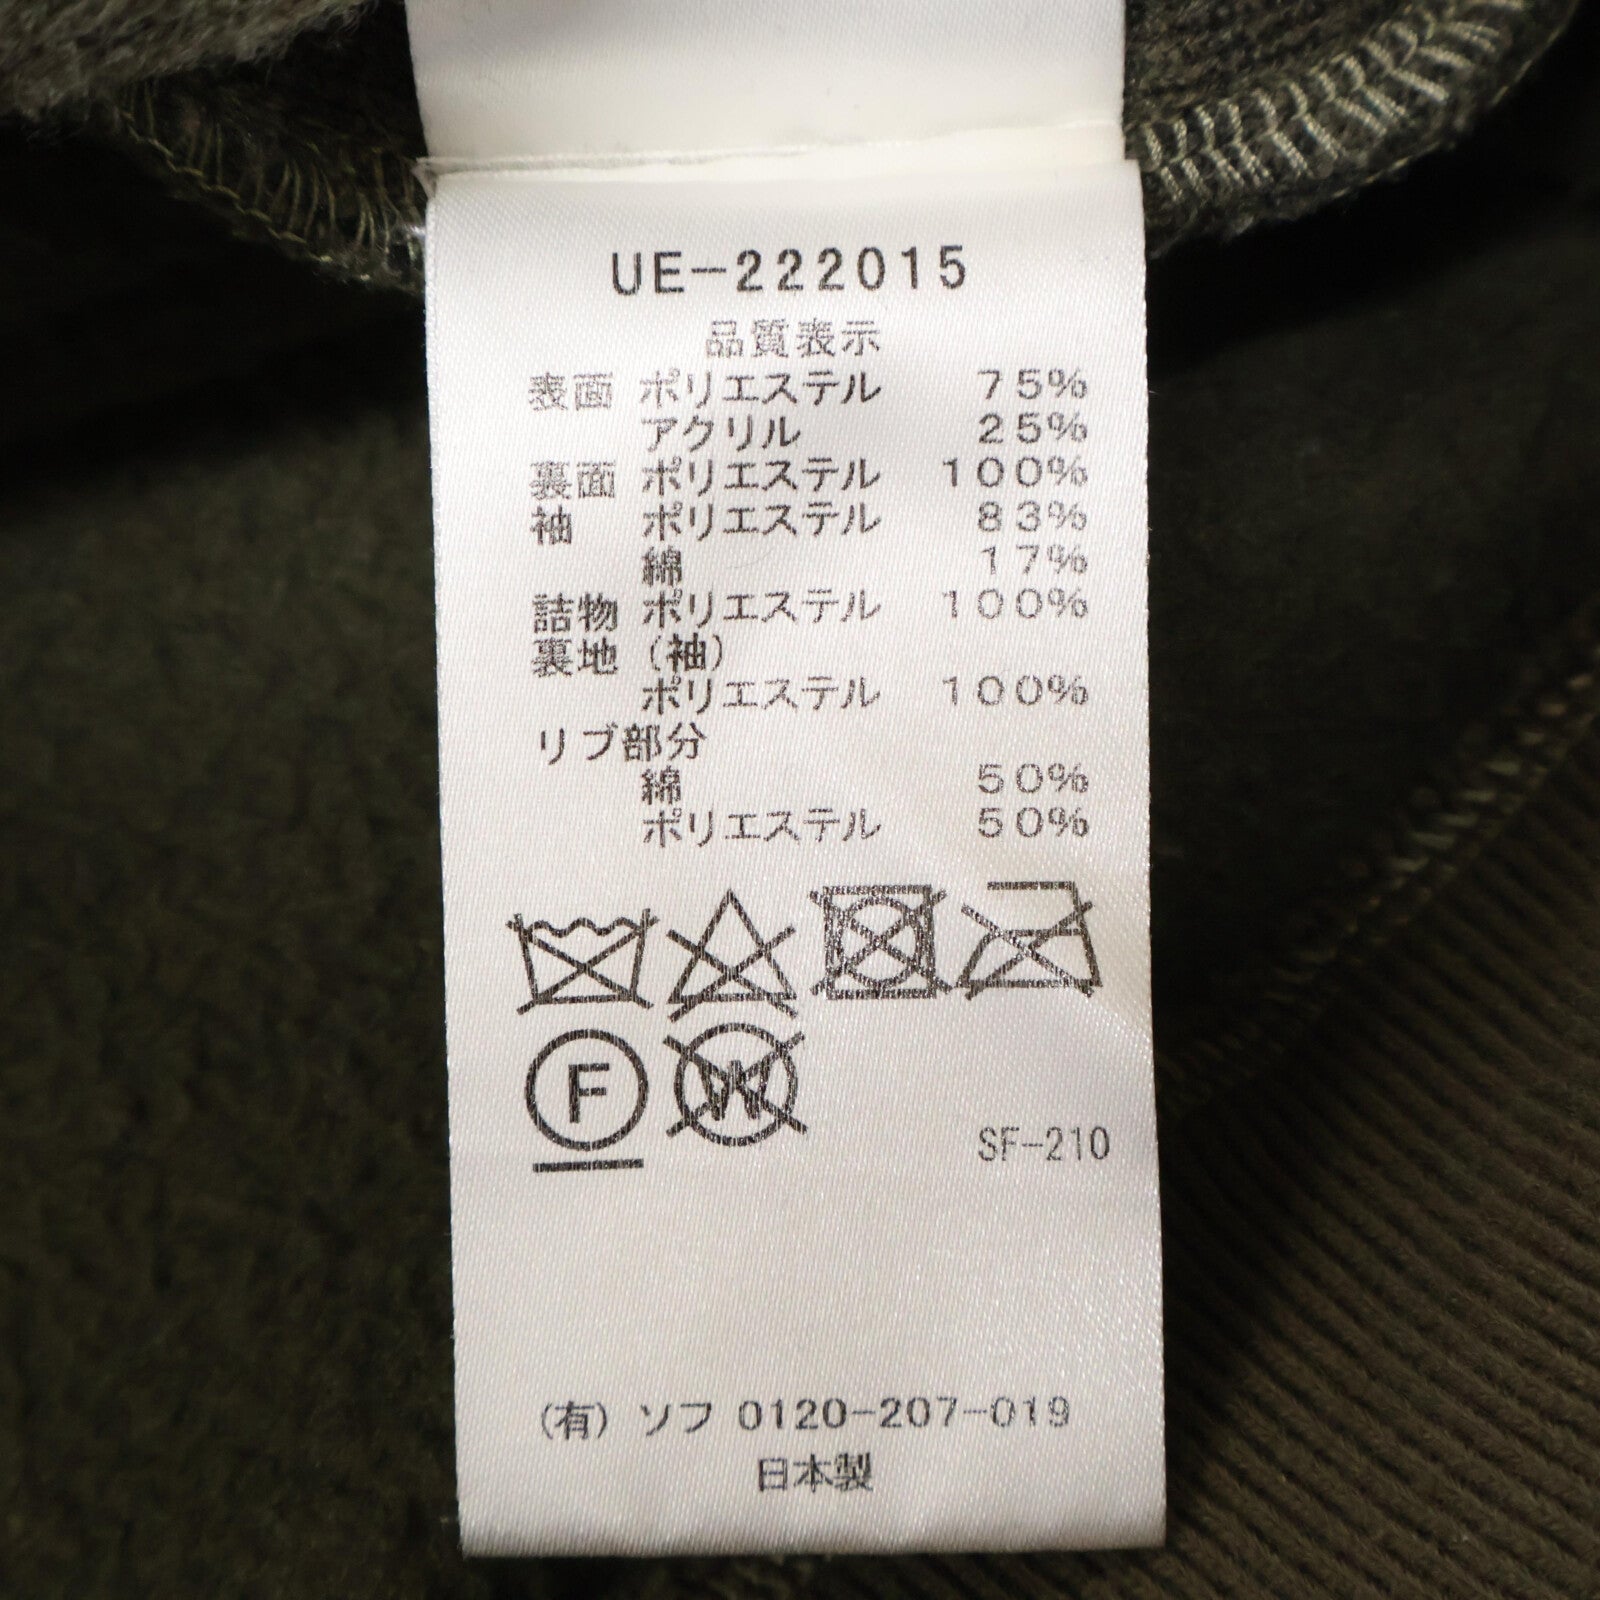 UE-222015
品質表示
表面 ポリエステル 75%
アクリル 25%
裏面 ポリエステル 100%
袖 ポリエステル 83%
綿 17%
詰物 ポリエステル 100%
裏地 (袖)
ポリエステル 100%
リブ部分
綿 50%
ポリエステル 50%
F W
SF-210
(有) ソフ 0120-207-019
日本製